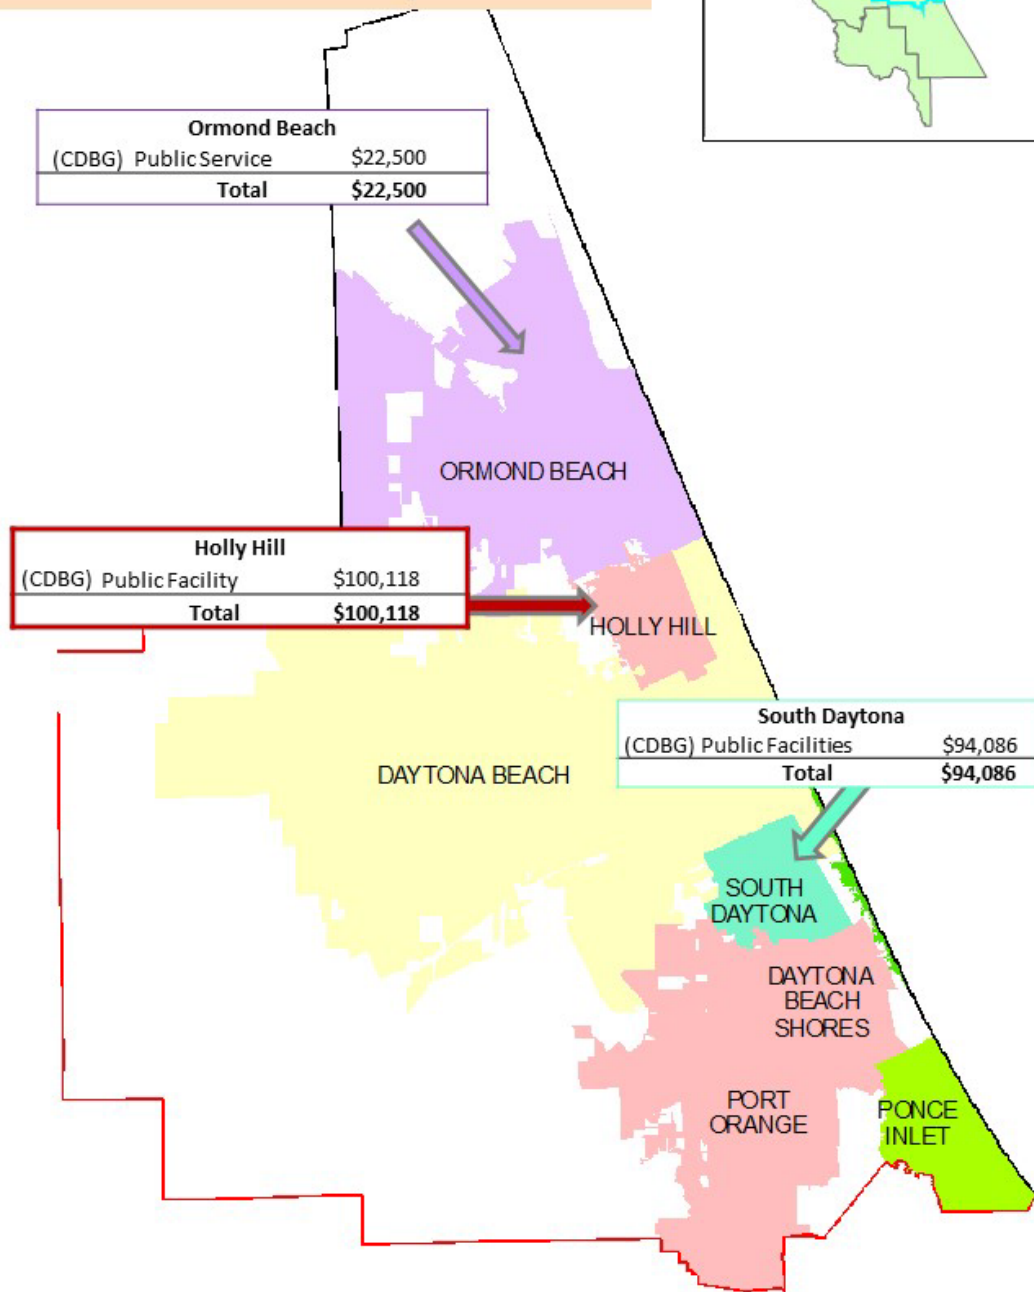 Ormond Beach
(CDBG) Public Service $22,500
Total $22,500
ORMOND BEACH
Holly Hill
(CDBG) Public Facility $100,118
Total $100,118
HOLLY HILL
South Daytona
(CDBG) Public Facilities $94,086
Total $94,086
DAYTONA BEACH
SOUTH
DAYTONA
DAYTONA
BEACH
SHORES
PORT
ORANGE
PONCE
INLET